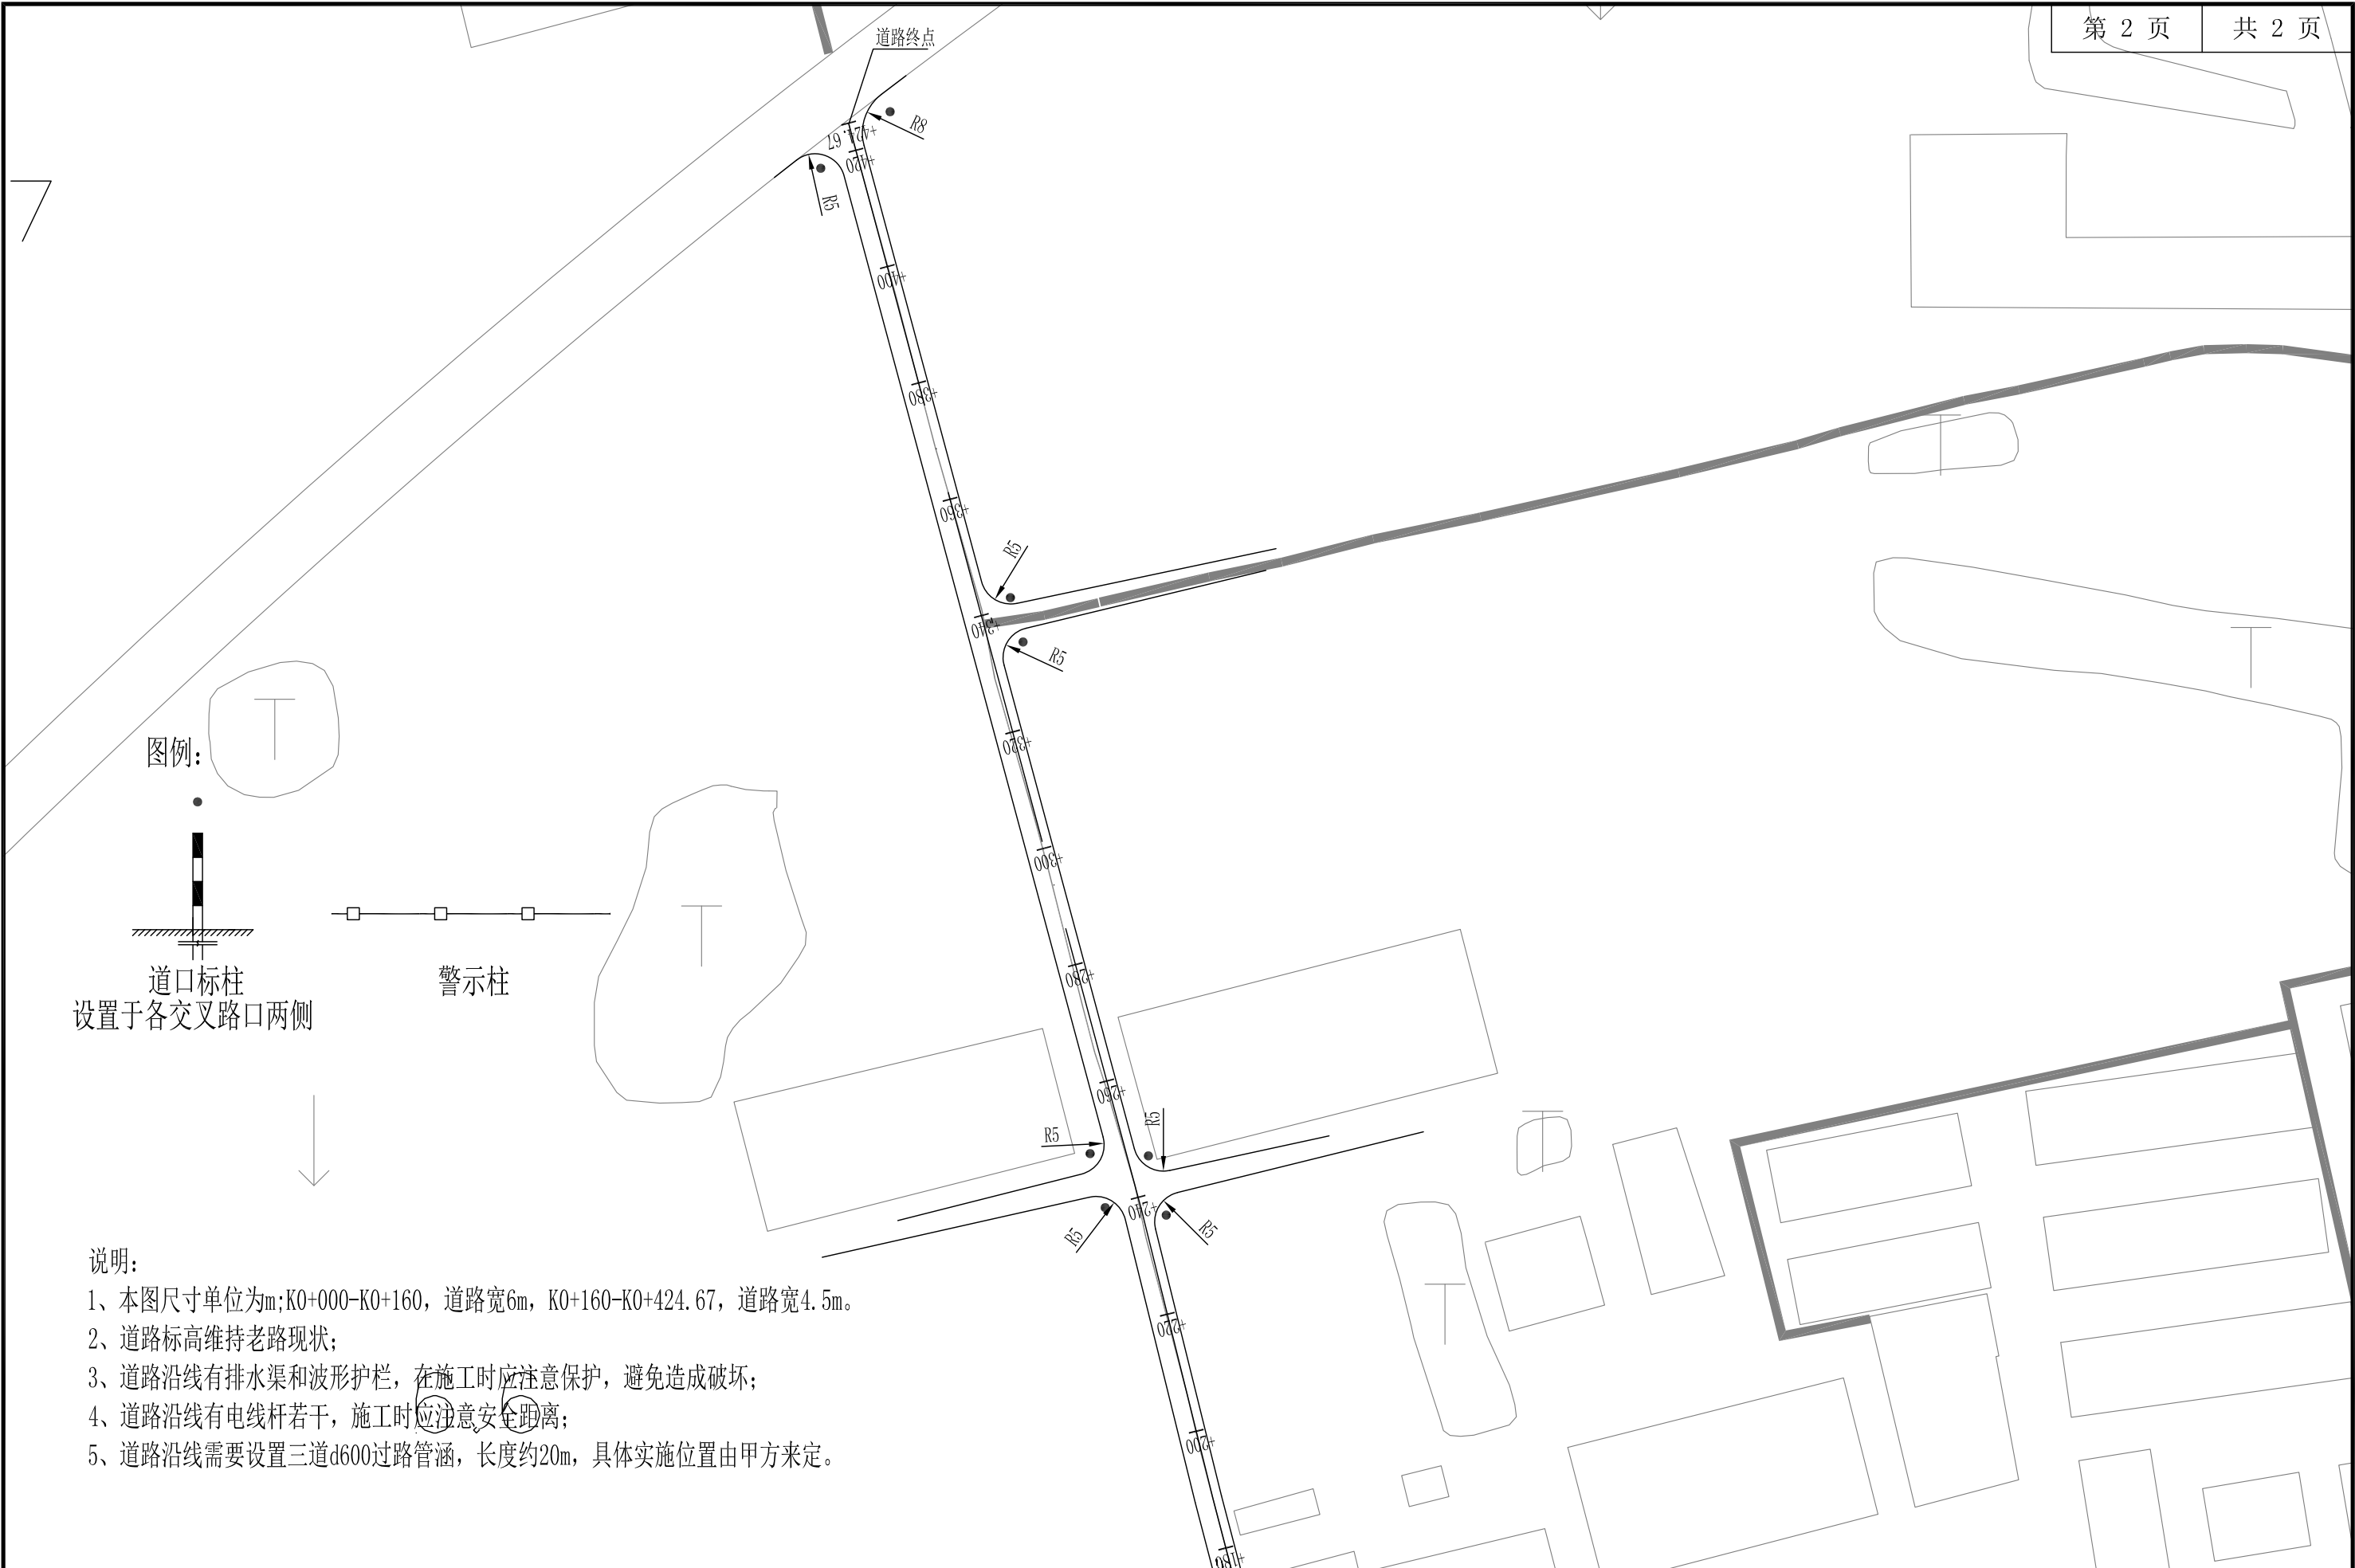 第 2 页
共 2 页
道路终点
R8
+424.67
+420
R5
+400
+380
+360
R5
+340
R5
+320
图例:
+300
道口标柱
设置于各交叉路口两侧
警示柱
+280
+260
R5
R5
+240
R5
R5
说明:
1、本图尺寸单位为m;K0+000-K0+160，道路宽6m，K0+160-K0+424.67，道路宽4.5m。
+220
2、道路标高维持老路现状;
3、道路沿线有排水渠和波形护栏，在施工时应注意保护，避免造成破坏;
4、道路沿线有电线杆若干，施工时应注意安全距离;
6.6
+200
5、道路沿线需要设置三道d600过路管涵，长度约20m，具体实施位置由甲方来定。
+180